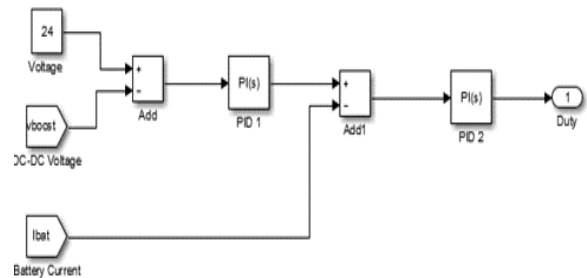 24
Voltage
vboost
DC-DC Voltage
+
−
Add
PI(s)
PID 1
+
−
Add1
PI(s)
PID 2
1
Duty
Ibat
Battery Current